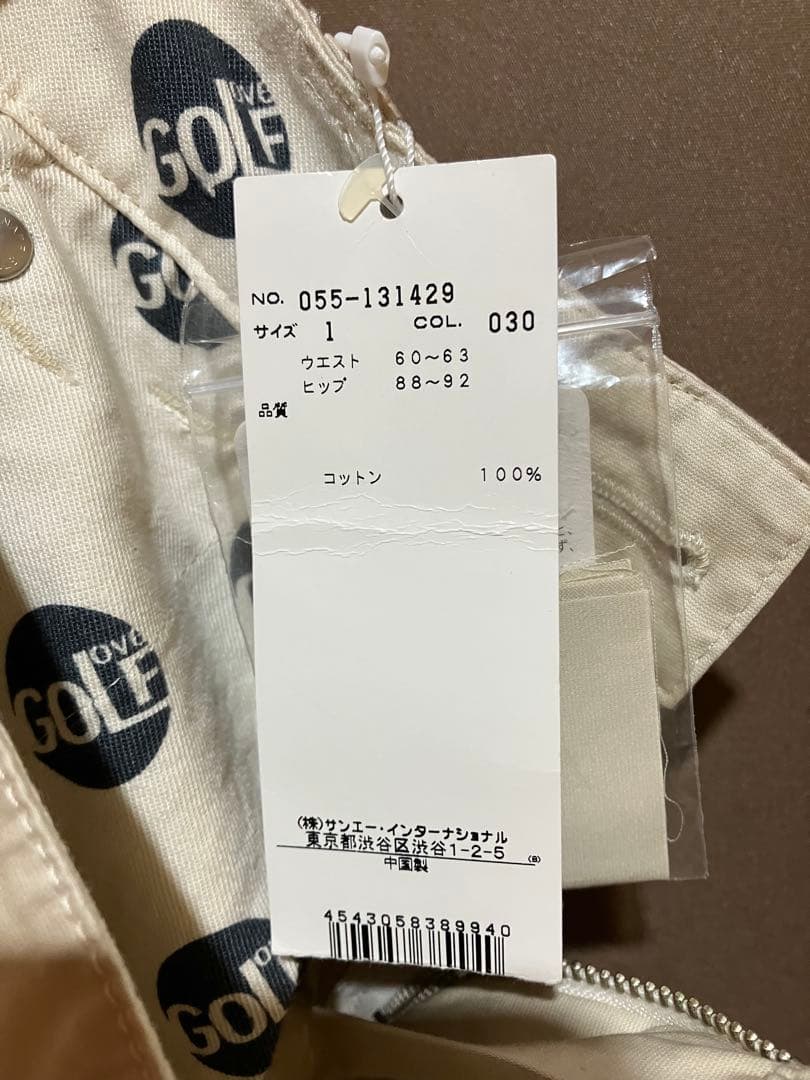 LOVE
GOLF
GO
NO. 055-131429
サイズ 1 COL. 030
ウエスト 60～63
ヒップ 88～92
品質
コットン 100%
(株)サンエー・インターナショナル
東京都渋谷区渋谷1-2-5 (B)
中国製
4543058389940
LOVE
GOLF
LOVE
GOLF